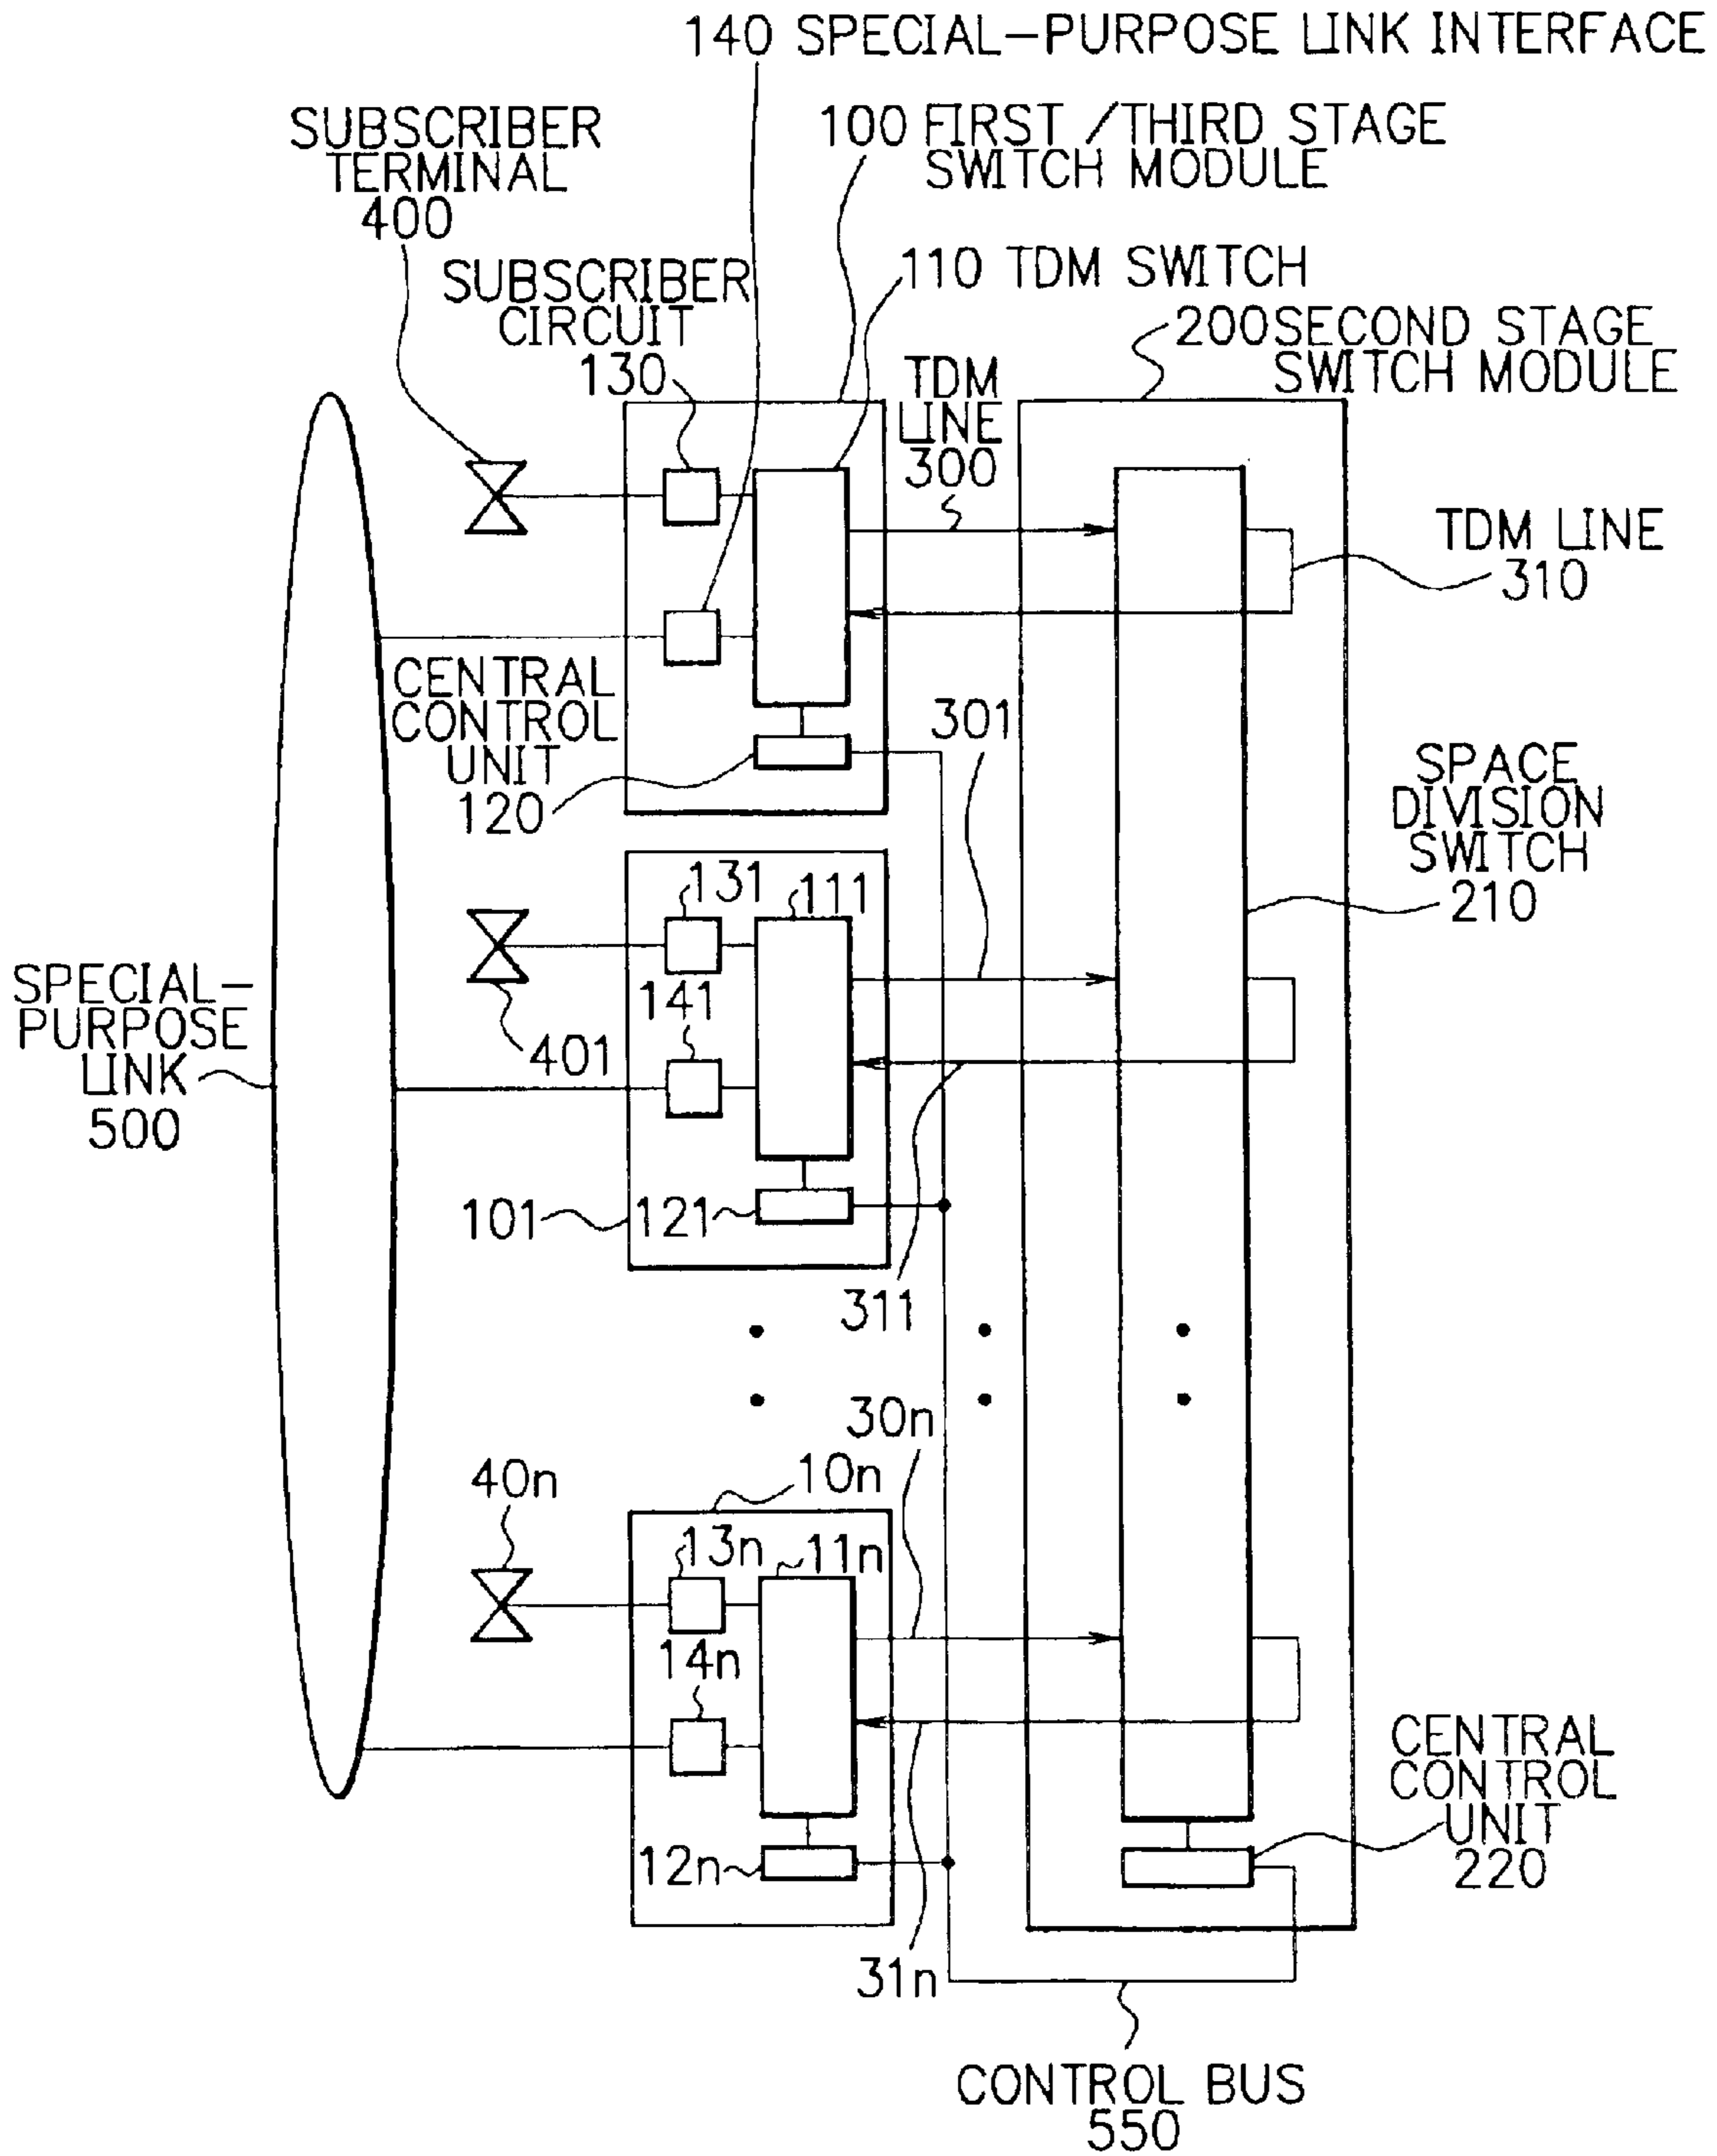 140 SPECIAL-PURPOSE LINK INTERFACE
SUBSCRIBER
TERMINAL
400
100 FIRST/THIRD STAGE
SWITCH MODULE
SUBSCRIBER
CIRCUIT
130
110 TDM SWITCH
200 SECOND STAGE
SWITCH MODULE
TDM
LINE
300
TDM LINE
310
CENTRAL
CONTROL
UNIT
120
301
SPACE
DIVISION
SWITCH
210
131
111
141
401
SPECIAL-
PURPOSE
LINK
500
101
121
311
30n
40n
10n
13n
11n
14n
12n
31n
CENTRAL
CONTROL
UNIT
220
CONTROL BUS
550